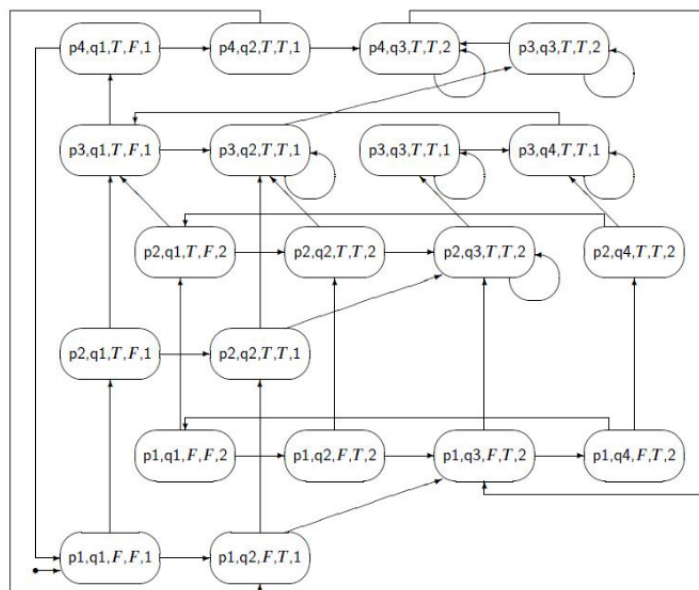 p4,q1,T,F,1
p4,q2,T,T,1
p4,q3,T,T,2
p3,q3,T,T,2
p3,q1,T,F,1
p3,q2,T,T,1
p3,q3,T,T,1
p3,q4,T,T,1
p2,q1,T,F,2
p2,q2,T,T,2
p2,q3,T,T,2
p2,q4,T,T,2
p2,q1,T,F,1
p2,q2,T,T,1
p1,q1,F,F,2
p1,q2,F,T,2
p1,q3,F,T,2
p1,q4,F,T,2
p1,q1,F,F,1
p1,q2,F,T,1